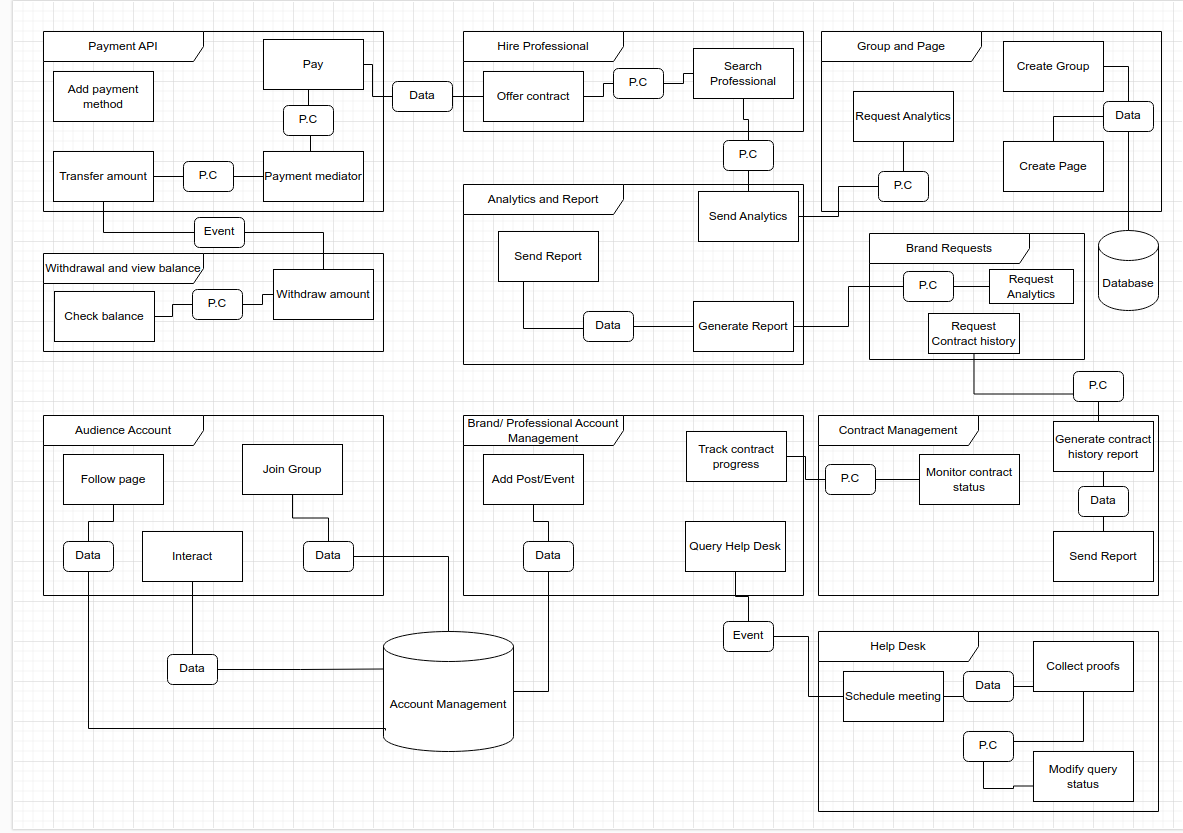 Payment API
Pay
Add payment
method
Data
P.C
Transfer amount
P.C
Payment mediator
Event
Withdrawal and view balance
Check balance
P.C
Withdraw amount
Hire Professional
Offer contract
P.C
Search
Professional
P.C
Analytics and Report
Send Analytics
Send Report
Data
Generate Report
Group and Page
Create Group
Request Analytics
Data
Create Page
P.C
Brand Requests
P.C
Request
Analytics
Request
Contract history
Database
P.C
Audience Account
Follow page
Join Group
Data
Interact
Data
Data
Account Management
Brand/ Professional Account
Management
Add Post/Event
Track contract
progress
Data
Query Help Desk
Event
Contract Management
P.C
Monitor contract
status
Generate contract
history report
Data
Send Report
Help Desk
Schedule meeting
Data
Collect proofs
P.C
Modify query
status